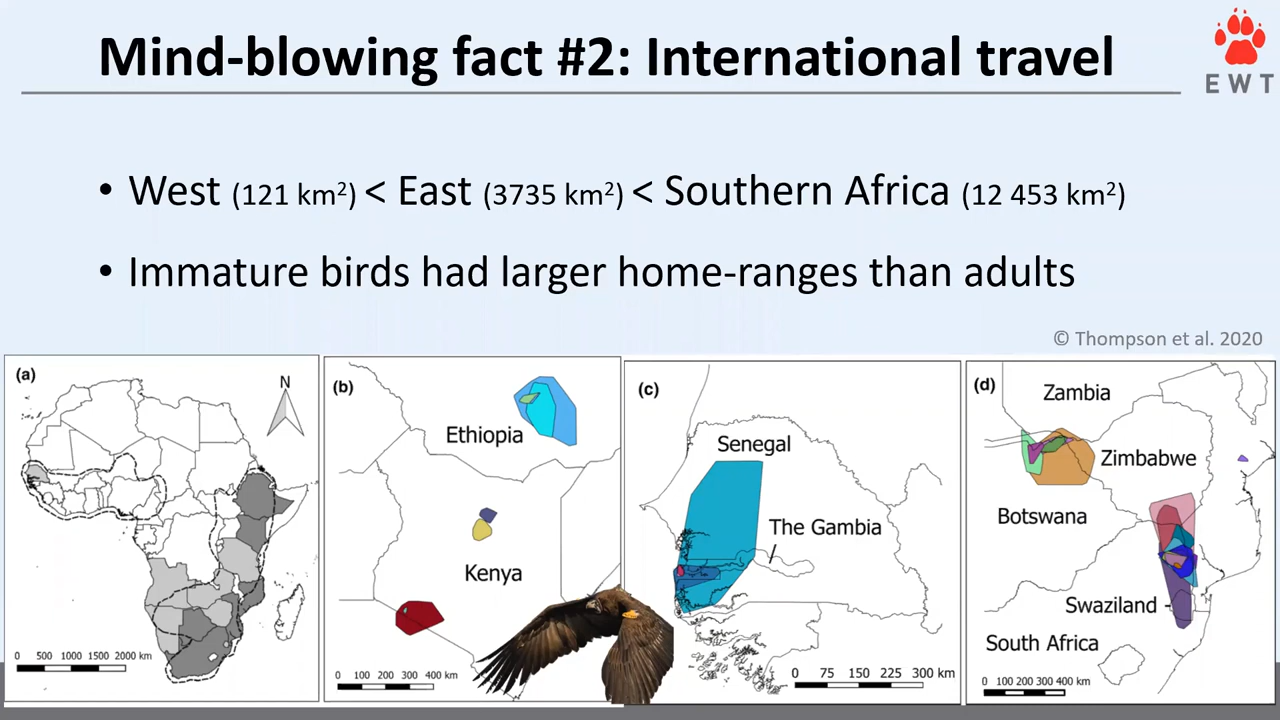 Mind-blowing fact #2: International travel
EWT
• West (121 km²) < East (3735 km²) < Southern Africa (12 453 km²)
• Immature birds had larger home-ranges than adults
© Thompson et al. 2020
(a)
N
0 500 1000 1500 2000 km
(b)
Ethiopia
Kenya
0 100 200 300 400 km
(c)
Senegal
The Gambia
0 75 150 225 300 km
(d)
Zambia
Zimbabwe
Botswana
Swaziland
South Africa
0 100 200 300 400 km